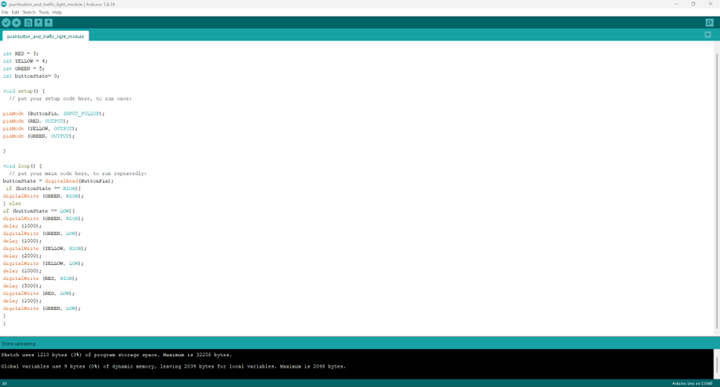 pushbutton_and_traffic_light_module | Arduino 1.8.19
File Edit Sketch Tools Help
pushbutton_and_traffic_light_module
int RED = 3;
int YELLOW = 4;
int GREEN = 5;
int buttonState= 0;
void setup() {
// put your setup code here, to run once:
pinMode (ButtonPin, INPUT_PULLUP);
pinMode (RED, OUTPUT);
pinMode (YELLOW, OUTPUT);
pinMode (GREEN, OUTPUT);
}
void loop() {
// put your main code here, to run repeatedly:
buttonState = digitalRead(ButtonPin);
if (buttonState == HIGH){
digitalWrite (GREEN, HIGH);
} else
if (buttonState == LOW){
digitalWrite (GREEN, HIGH);
delay (1000);
digitalWrite (GREEN, LOW);
delay (1000);
digitalWrite (YELLOW, HIGH);
delay (2000);
digitalWrite (YELLOW, LOW);
delay (1000);
digitalWrite (RED, HIGH);
delay (5000);
digitalWrite (RED, LOW);
delay (1000);
digitalWrite (GREEN, LOW);
}
}
Done uploading.
Sketch uses 1210 bytes (3%) of program storage space. Maximum is 32256 bytes.
Global variables use 9 bytes (0%) of dynamic memory, leaving 2039 bytes for local variables. Maximum is 2048 bytes.
Arduino Uno on COM5